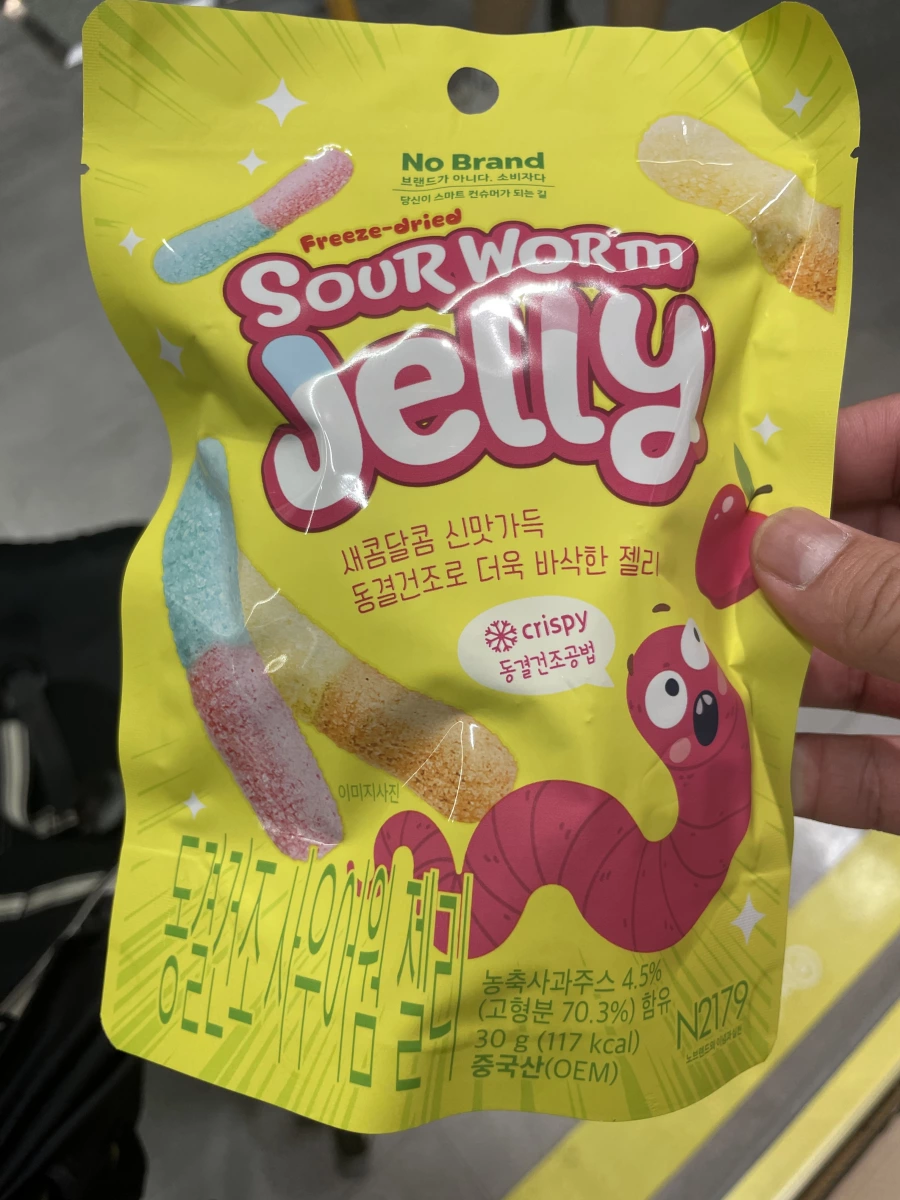 No Brand
브랜드가 아니다. 소비자다
당신이 스마트 컨슈머가 되는 길
Freeze-dried
SOUR WORM
Jelly
새콤달콤 신맛가득
동결건조로 더욱 바삭한 젤리
crispy
동결건조공법
이미지사진
동결건조 사우어웜 젤리
농축사과주스 4.5%
(고형분 70.3%) 함유
30 g (117 kcal)
중국산(OEM)
N2179